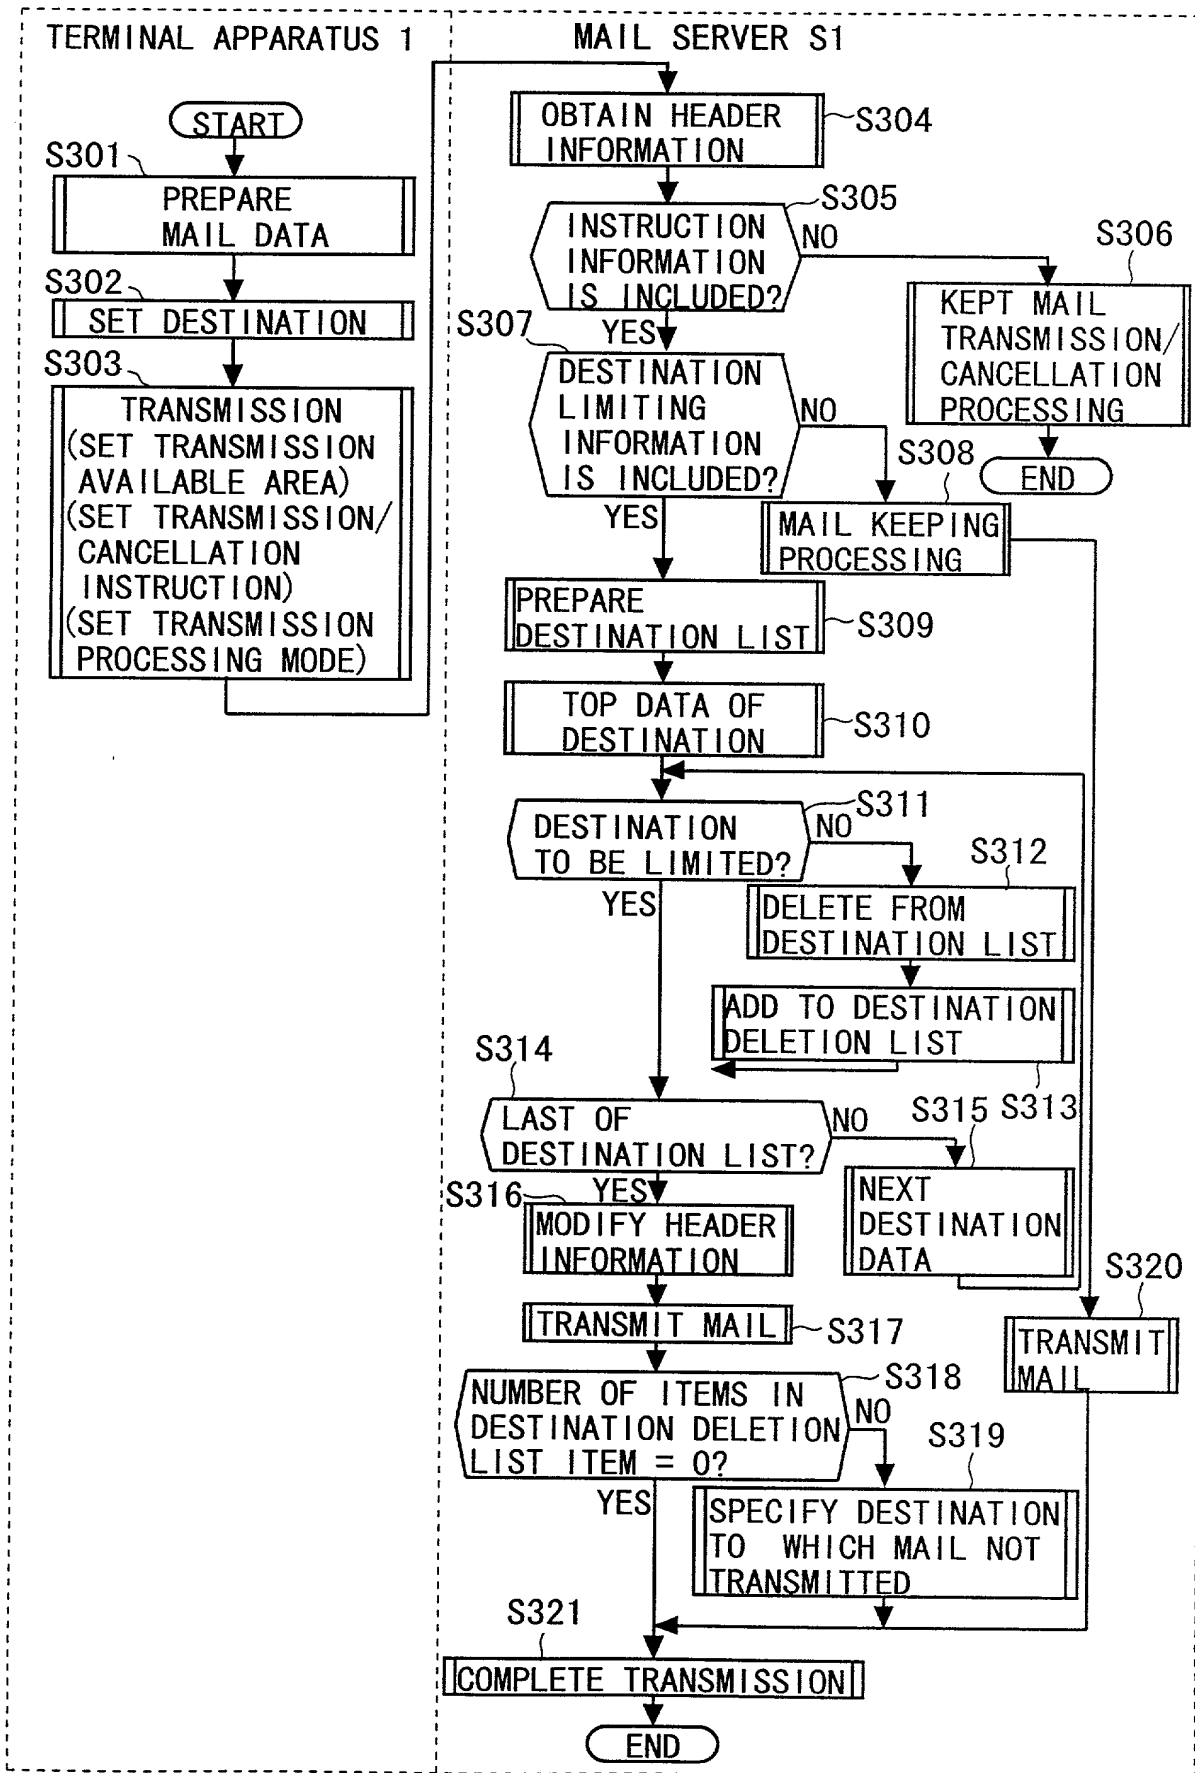 TERMINAL APPARATUS 1
MAIL SERVER S1
START
S301
PREPARE
MAIL DATA
S302
SET DESTINATION
S303
TRANSMISSION
(SET TRANSMISSION
AVAILABLE AREA)
(SET TRANSMISSION/
CANCELLATION
INSTRUCTION)
(SET TRANSMISSION
PROCESSING MODE)
OBTAIN HEADER
INFORMATION
S304
S305
INSTRUCTION
INFORMATION
IS INCLUDED?
NO
YES
S306
KEPT MAIL
TRANSMISSION/
CANCELLATION
PROCESSING
END
S307
DESTINATION
LIMITING
INFORMATION
IS INCLUDED?
NO
YES
S308
MAIL KEEPING
PROCESSING
PREPARE
DESTINATION LIST
S309
TOP DATA OF
DESTINATION
S310
S311
DESTINATION
TO BE LIMITED?
NO
YES
S312
DELETE FROM
DESTINATION LIST
ADD TO DESTINATION
DELETION LIST
S313
S314
LAST OF
DESTINATION LIST?
NO
YES
S315
NEXT
DESTINATION
DATA
S316
MODIFY HEADER
INFORMATION
TRANSMIT MAIL
S317
S320
TRANSMIT
MAIL
S318
NUMBER OF ITEMS IN
DESTINATION DELETION
LIST ITEM = 0?
NO
YES
S319
SPECIFY DESTINATION
TO WHICH MAIL NOT
TRANSMITTED
S321
COMPLETE TRANSMISSION
END